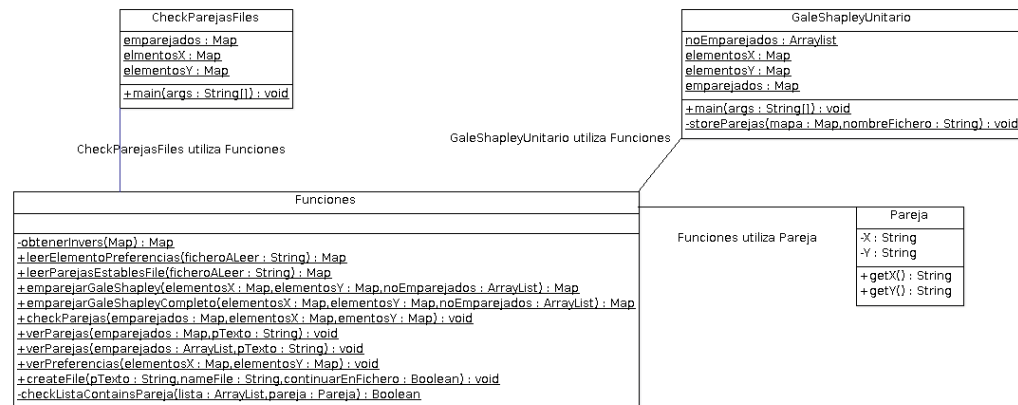 CheckParejasFiles
emparejados : Map
elmentosX : Map
elementosY : Map
+main(args : String[]) : void
GaleShapleyUnitario
noEmparejados : Arraylist
elementosX : Map
elementosY : Map
emparejados : Map
+main(args : String[]) : void
-storeParejas(mapa : Map,nombreFichero : String) : void
CheckParejasFiles utiliza Funciones
GaleShapleyUnitario utiliza Funciones
Funciones
-obtenerInvers(Map) : Map
+leerElementoPreferencias(ficheroALeer : String) : Map
+leerParejasEstablesFile(ficheroALeer : String) : Map
+emparejarGaleShapley(elementosX : Map,elementosY : Map,noEmparejados : ArrayList) : Map
+emparejarGaleShapleyCompleto(elementosX : Map,elementosY : Map,noEmparejados : ArrayList) : Map
+checkParejas(emparejados : Map,elementosX : Map,ementosY : Map) : void
+verParejas(emparejados : Map,pTexto : String) : void
+verParejas(emparejados : ArrayList,pTexto : String) : void
+verPreferencias(elementosX : Map,elementosY : Map) : void
+createFile(pTexto : String,nameFile : String,continuarEnFichero : Boolean) : void
-checkListaContainsPareja(lista : ArrayList,pareja : Pareja) : Boolean
Funciones utiliza Pareja
Pareja
-X : String
-Y : String
+getX() : String
+getY() : String